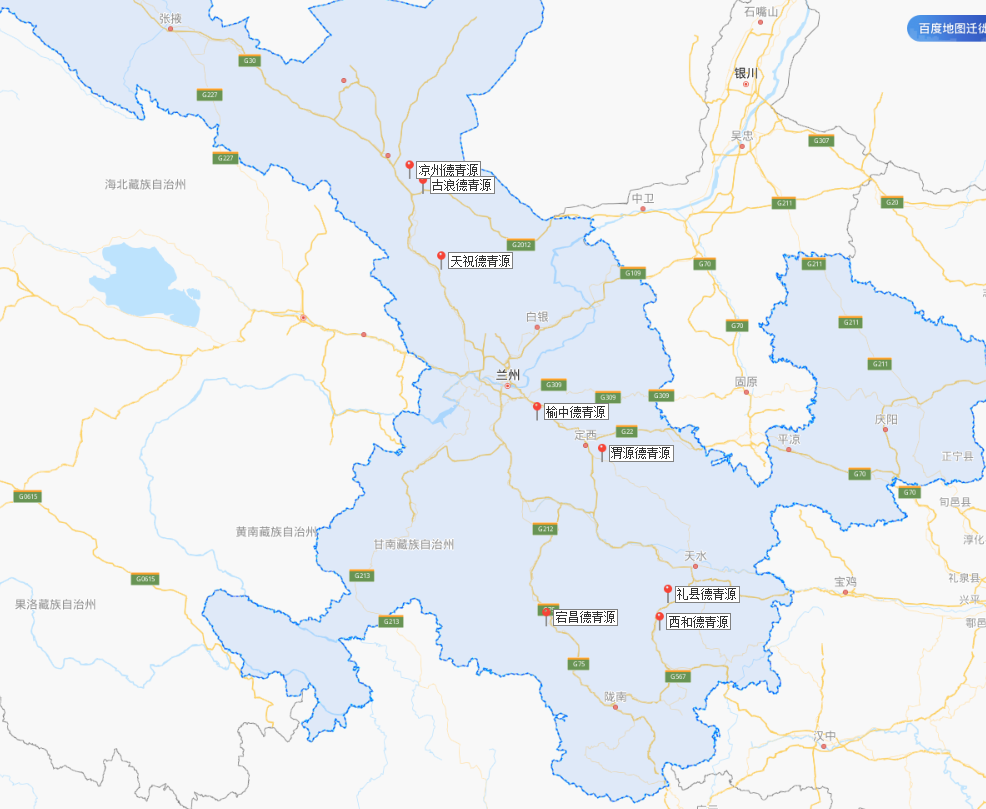 张掖
石嘴山
百度地图迁徙
G30
银川
G227
吴忠
G307
G227
凉州德青源
古浪德青源
海北藏族自治州
中卫
G211
G20
G2012
天祝德青源
G109
G70
G211
白银
G70
G211
G211
兰州
G309
固原
G309
G309
榆中德青源
庆阳
定西
G22
平凉
渭源德青源
正宁县
G70
G0615
G70
旬邑县
黄南藏族自治州
G212
甘南藏族自治州
淳化
天水
G213
G0615
宝鸡
礼泉县
礼县德青源
兴平
果洛藏族自治州
宕昌德青源
G213
西和德青源
G75
G567
陇南
汉中